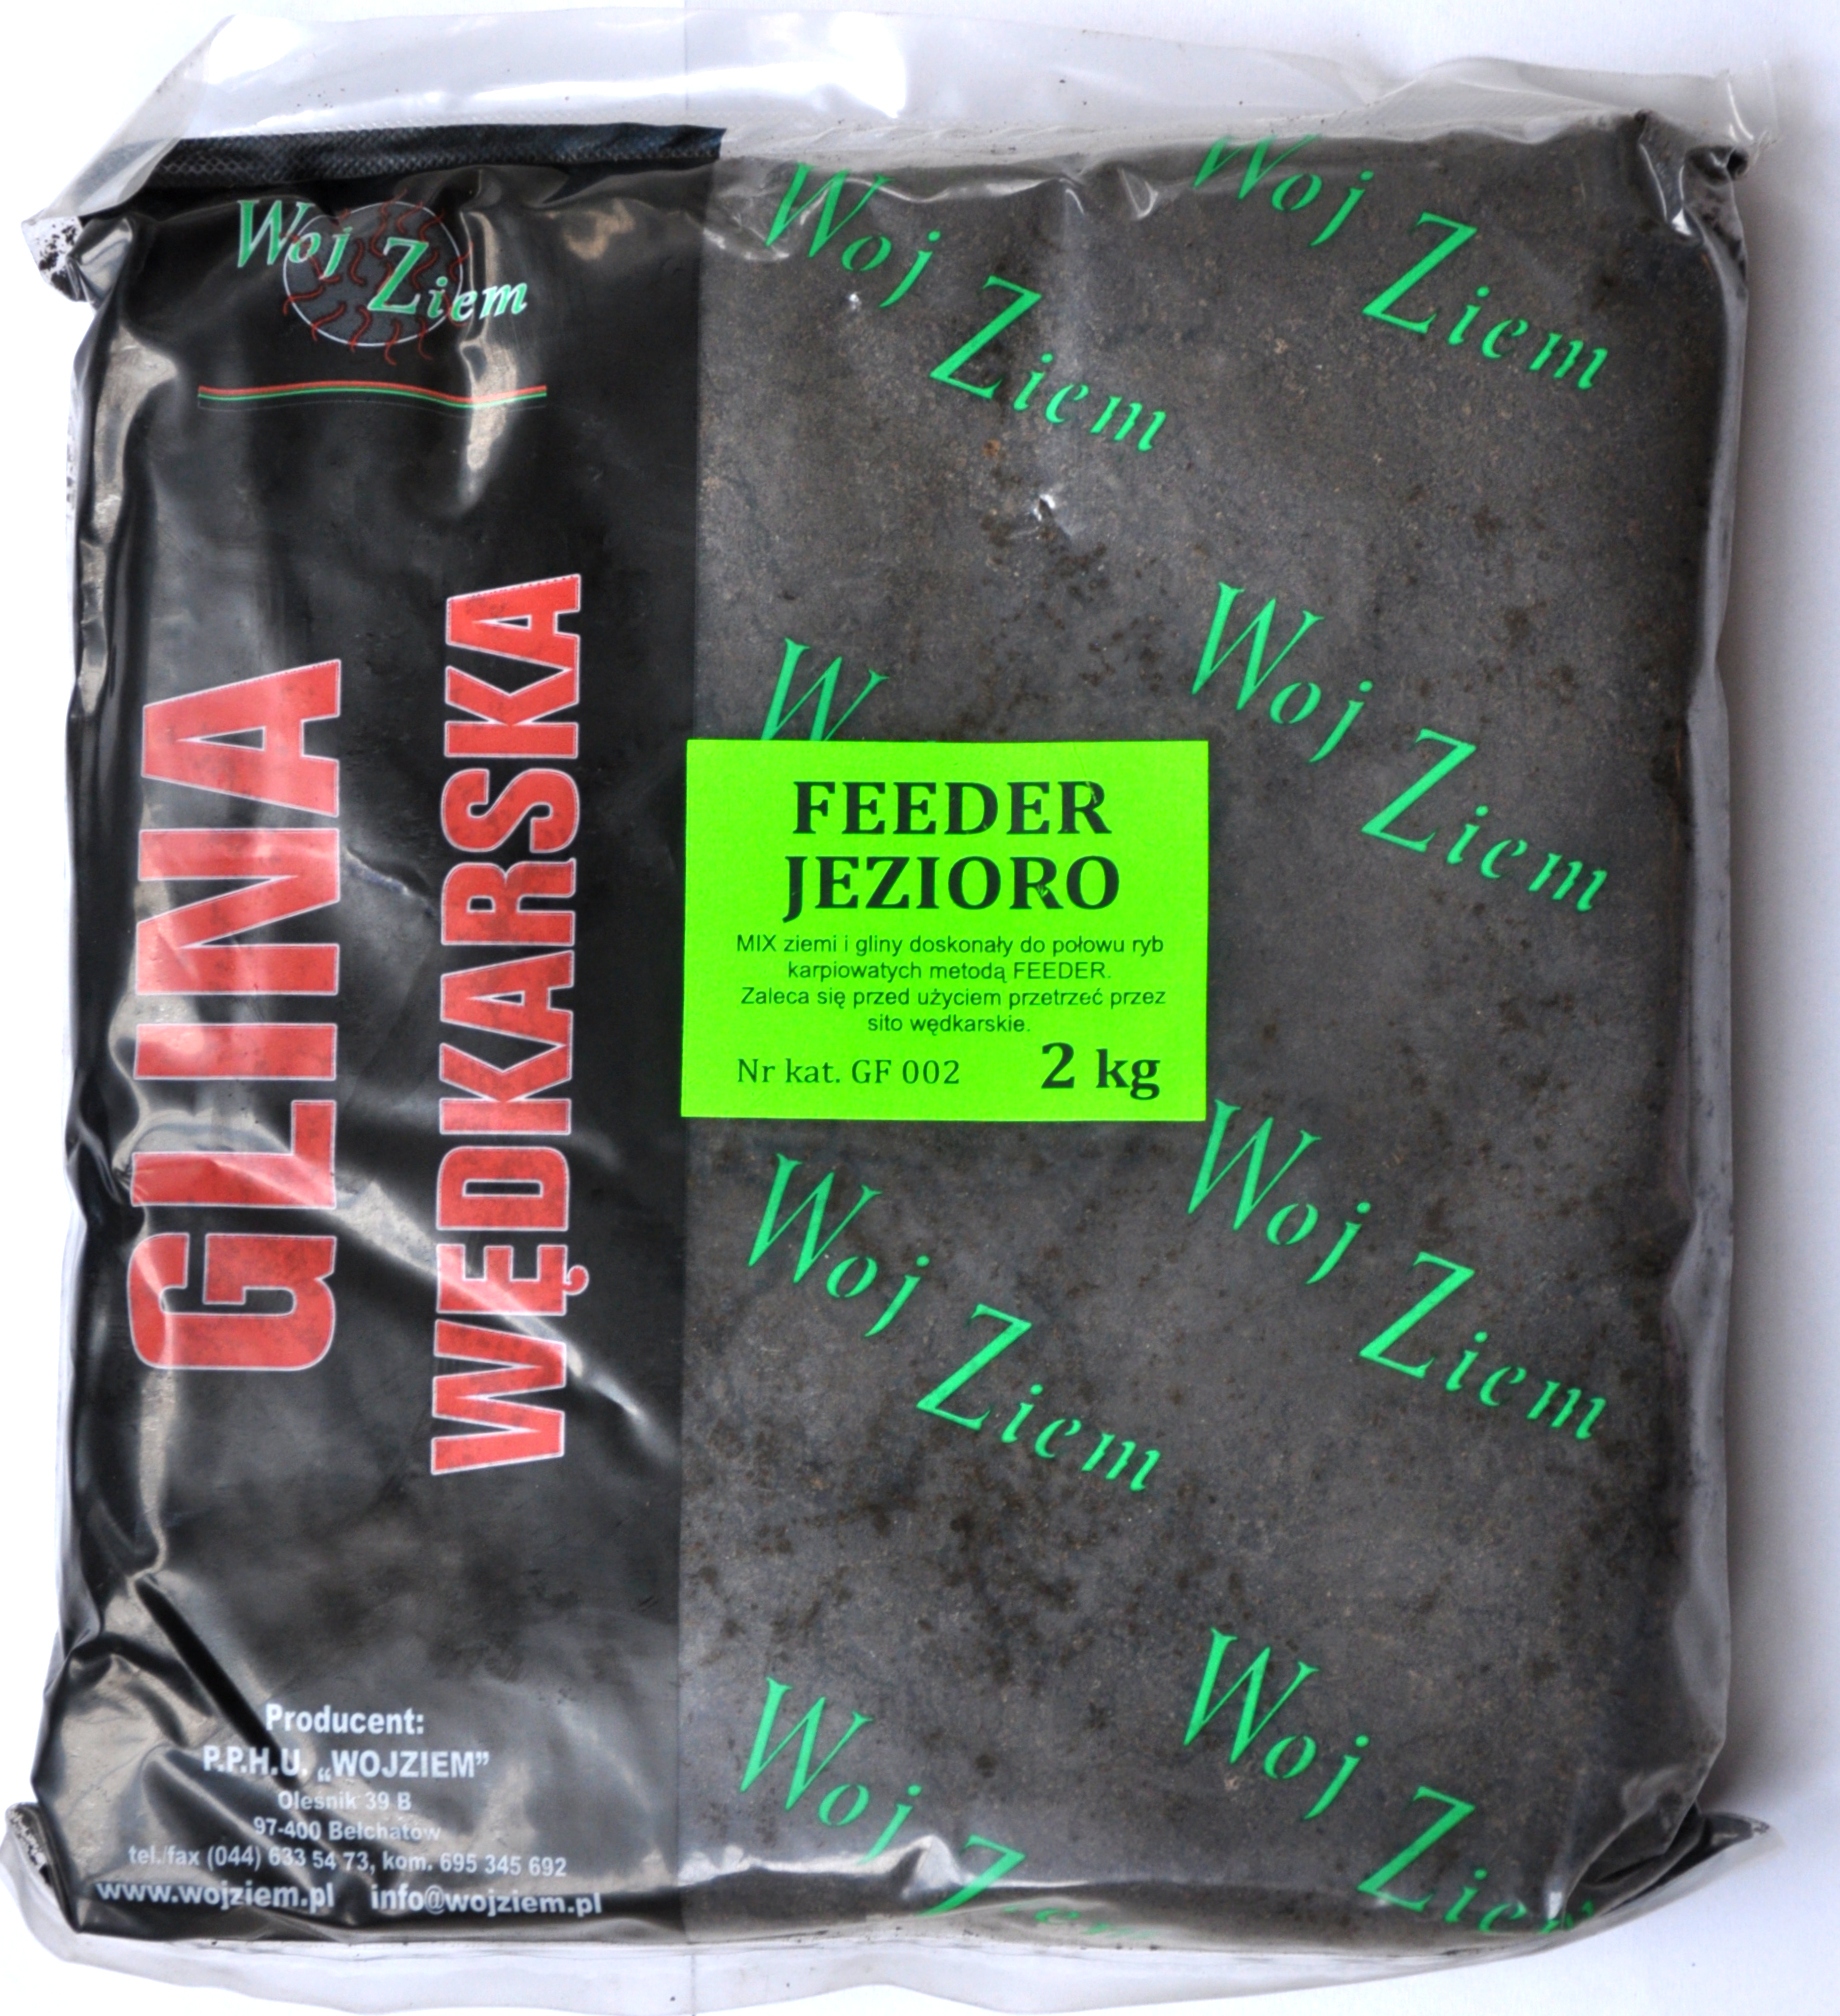 Woj Ziem
GLINA
WĘDKARSKA
Producent:
P.P.H.U. „WOJZIEM”
Oleśnik 39 B
97-400 Bełchatów
tel./fax (044) 633 54 73, kom. 695 345 692
www.wojziem.pl info@wojziem.pl
Woj Ziem
Woj Ziem
W
Woj Ziem
FEEDER
JEZIORO
MIX ziemi i gliny doskonały do połowu ryb
karpiowatych metodą FEEDER.
Zaleca się przed użyciem przetrzeć przez
sito wędkarskie.
Nr kat. GF 002 2 kg
Woj Ziem
Woj Ziem
Woj Ziem
Woj Ziem